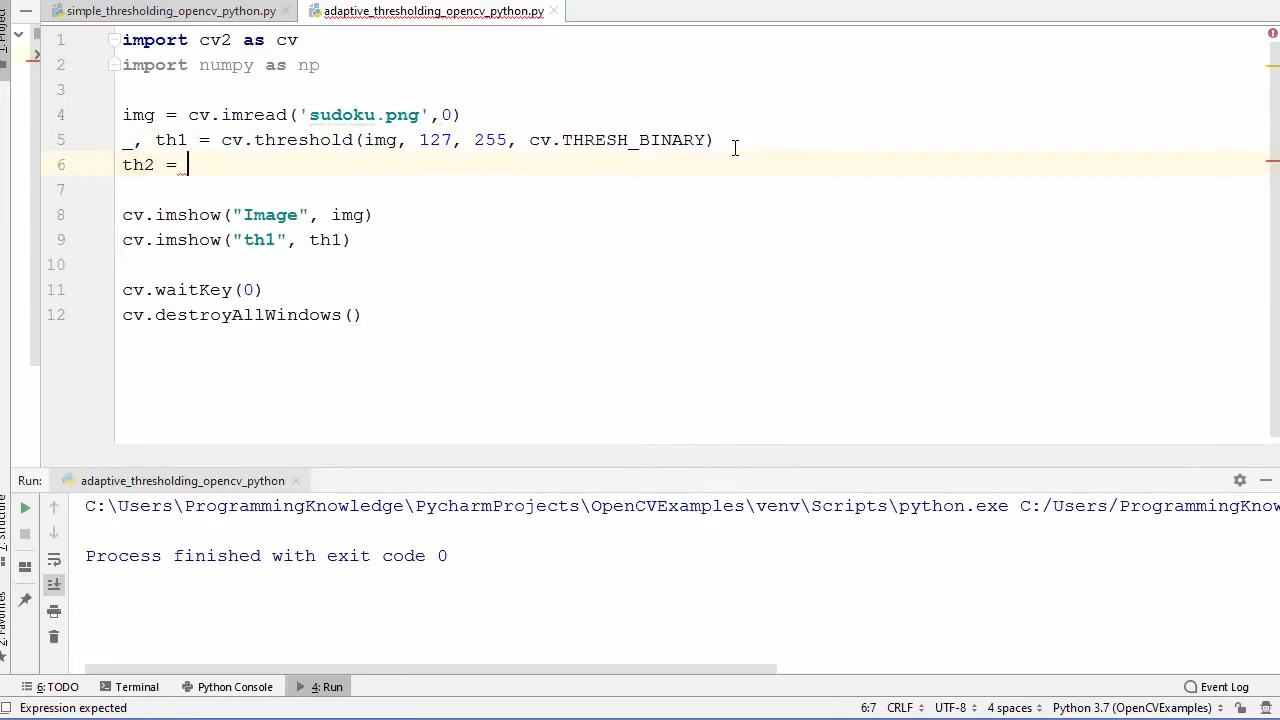 simple_thresholding_opencv_python.py
adaptive_thresholding_opencv_python.py
1 import cv2 as cv
2 import numpy as np
3
4 img = cv.imread('sudoku.png',0)
5 _, th1 = cv.threshold(img, 127, 255, cv.THRESH_BINARY)
6 th2 =
7
8 cv.imshow("Image", img)
9 cv.imshow("th1", th1)
10
11 cv.waitKey(0)
12 cv.destroyAllWindows()
Run: adaptive_thresholding_opencv_python
C:\Users\ProgrammingKnowledge\PycharmProjects\OpenCVExamples\venv\Scripts\python.exe C:/Users/ProgrammingKnow
Process finished with exit code 0
2: Favorites
6: TODO Terminal Python Console 4: Run Event Log
Expression expected 6:7 CRLF UTF-8 4 spaces Python 3.7 (OpenCVExamples)